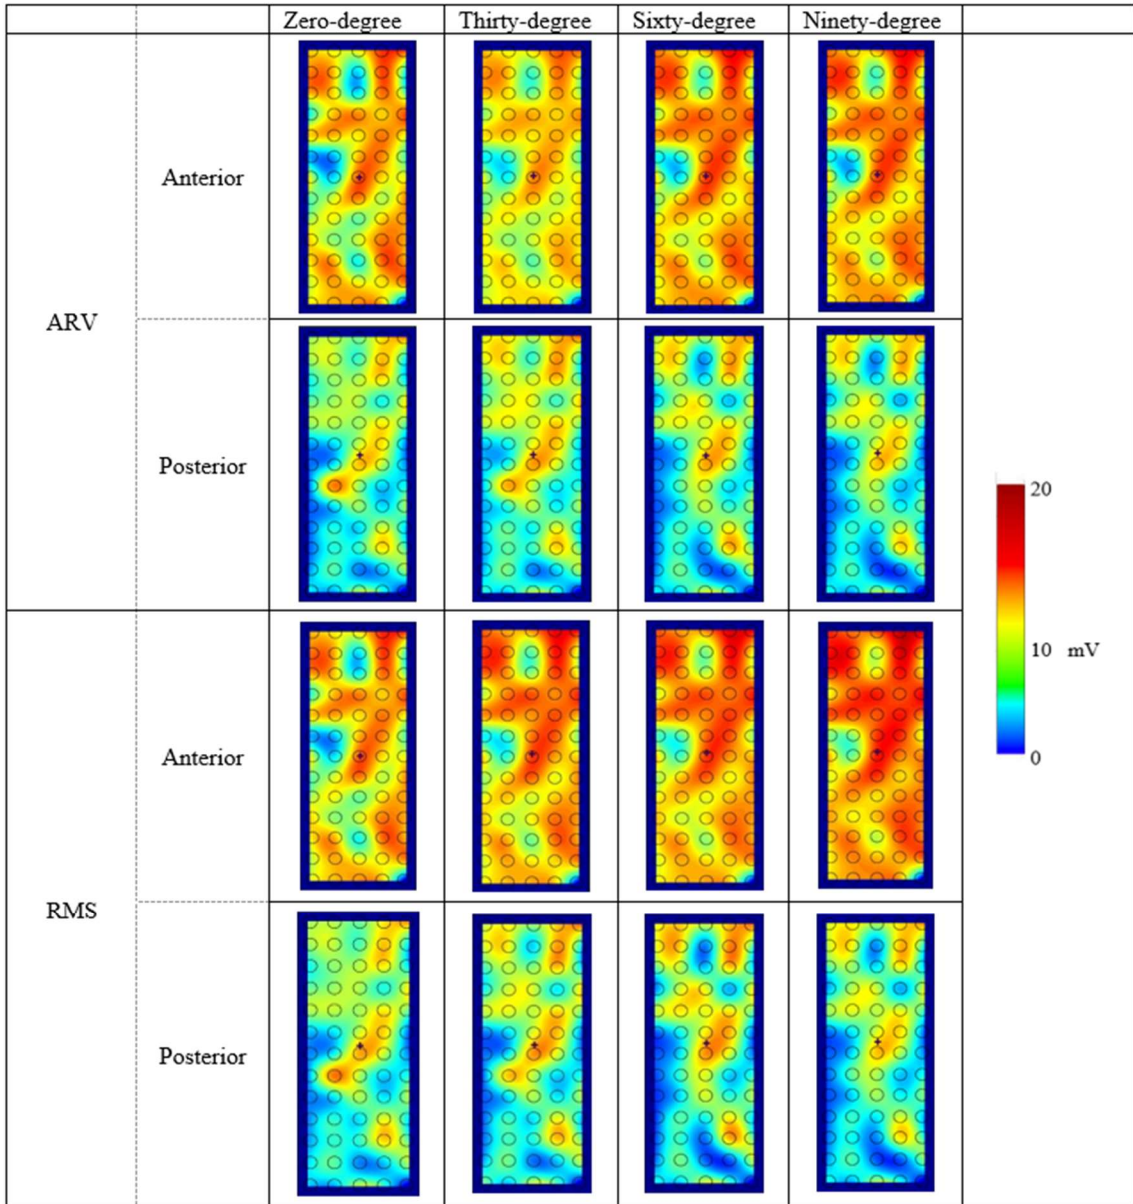 Zero-degree Thirty-degree Sixty-degree Ninety-degree
Anterior
ARV
Posterior
20
10 mV
0
Anterior
RMS
Posterior